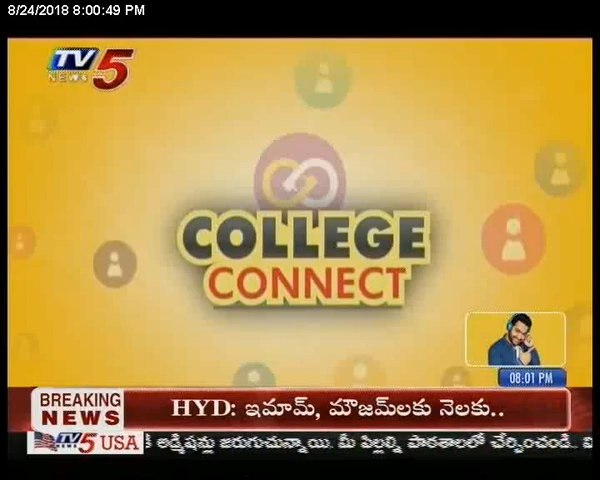 8/24/2018 8:00:49 PM
TV5
NEWS
COLLEGE
CONNECT
08:01 PM
BREAKING
NEWS
HYD: ఇమామ్, మౌజమ్‌లకు నెలకు..
TV5 USA
అడ్మిషన్లు జరుగుచున్నాయి. మీ పిల్లల్ని పాఠశాలలో చేర్పించండి..